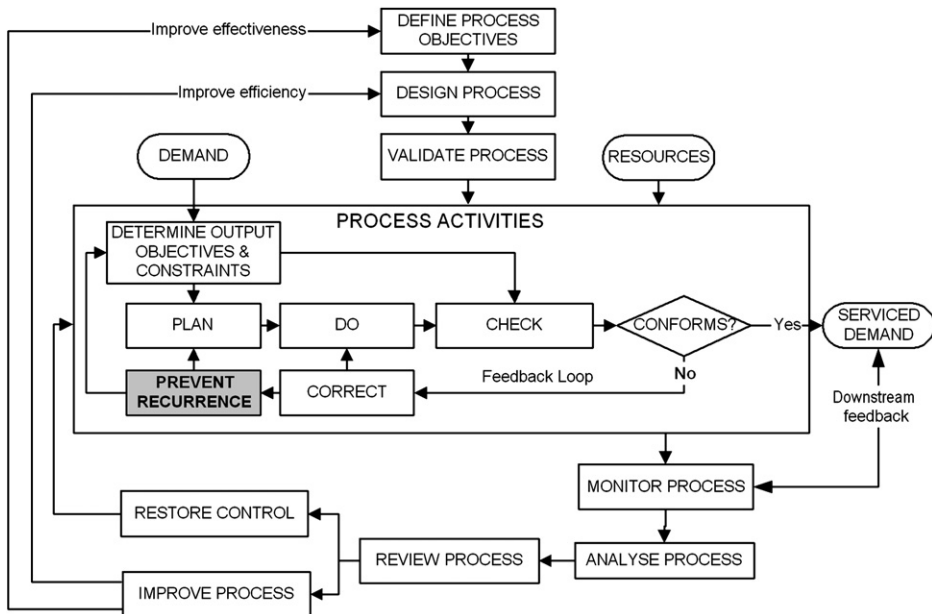 Improve effectiveness
DEFINE PROCESS
OBJECTIVES
Improve efficiency
DESIGN PROCESS
DEMAND
VALIDATE PROCESS
RESOURCES
PROCESS ACTIVITIES
DETERMINE OUTPUT
OBJECTIVES &
CONSTRAINTS
PLAN
DO
CHECK
CONFORMS?
Yes
SERVICED
DEMAND
PREVENT
RECURRENCE
CORRECT
Feedback Loop
No
Downstream
feedback
MONITOR PROCESS
RESTORE CONTROL
REVIEW PROCESS
ANALYSE PROCESS
IMPROVE PROCESS